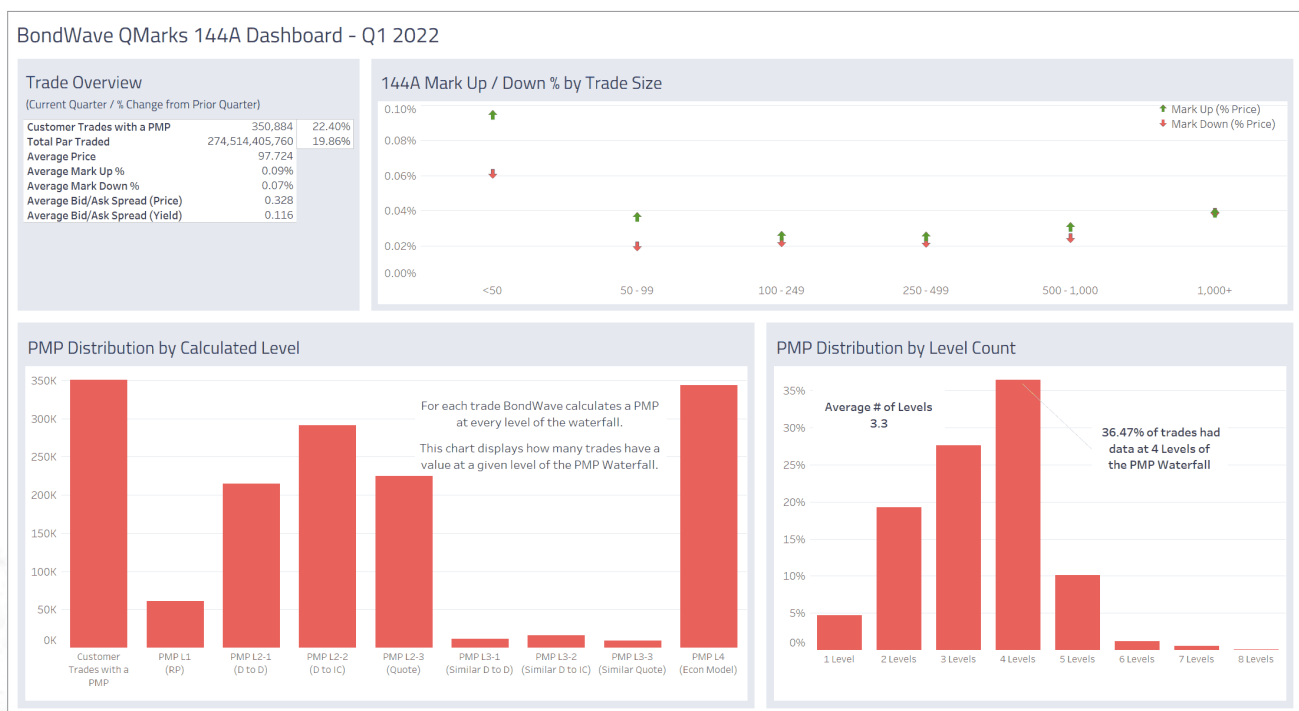 BondWave QMarks 144A Dashboard - Q1 2022
Trade Overview
(Current Quarter / % Change from Prior Quarter)
Customer Trades with a PMP 350,884 22.40%
Total Par Traded 274,514,405,760 19.86%
Average Price 97.724
Average Mark Up % 0.09%
Average Mark Down % 0.07%
Average Bid/Ask Spread (Price) 0.328
Average Bid/Ask Spread (Yield) 0.116
144A Mark Up / Down % by Trade Size
Mark Up (% Price)
Mark Down (% Price)
0.10%
0.08%
0.06%
0.04%
0.02%
0.00%
<50 50 - 99 100 - 249 250 - 499 500 - 1,000 1,000+
PMP Distribution by Calculated Level
For each trade BondWave calculates a PMP
at every level of the waterfall.
This chart displays how many trades have a
value at a given level of the PMP Waterfall.
350K
300K
250K
200K
150K
100K
50K
0K
Customer
Trades with a
PMP
PMP L1
(RP)
PMP L2-1
(D to D)
PMP L2-2
(D to IC)
PMP L2-3
(Quote)
PMP L3-1
(Similar D to D)
PMP L3-2
(Similar D to IC)
PMP L3-3
(Similar Quote)
PMP L4
(Econ Model)
PMP Distribution by Level Count
Average # of Levels
3.3
36.47% of trades had
data at 4 Levels of
the PMP Waterfall
35%
30%
25%
20%
15%
10%
5%
0%
1 Level 2 Levels 3 Levels 4 Levels 5 Levels 6 Levels 7 Levels 8 Levels